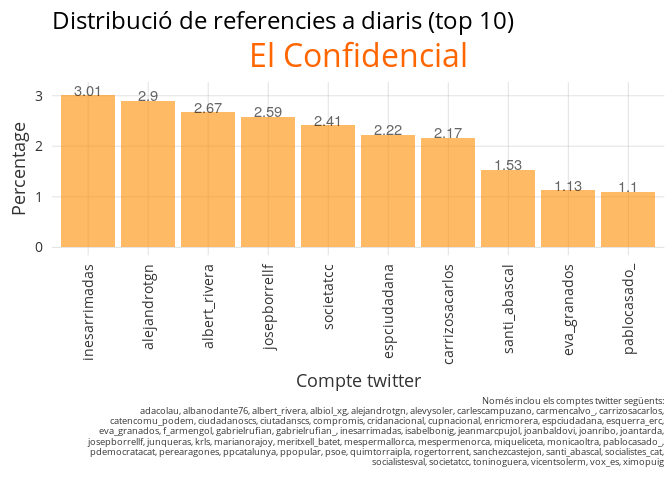 Distribució de referencies a diaris (top 10)
El Confidencial
Percentage
3
2
1
0
3.01
2.9
2.67
2.59
2.41
2.22
2.17
1.53
1.13
1.1
inesarrimadas
alejandrotgn
albert_rivera
josepborrellf
societatcc
espciudadana
carrizosacarlos
santi_abascal
eva_granados
pablocasado_
Compte twitter
Només inclou els comptes twitter següents:
adacolau, albanodante76, albert_rivera, albiol_xg, alejandrotgn, alevysoler, carlescampuzano, carmencalvo_, carrizosacarlos,
catencomu_podem, ciudadanoscs, ciutadanscs, compromis, cridanacional, cupnacional, enricmorera, espciudadana, esquerra_erc,
eva_granados, f_armengol, gabrielrufian, gabrielrufian_, inesarrimadas, isabelbonig, jeanmarcpujol, joanbaldovi, joanribo, joantarda,
josepborrellf, junqueras, krls, marianorajoy, meritxell_batet, mespermallorca, mespermenorca, miqueliceta, monicaoltra, pablocasado_,
pdemocratacat, perearagones, ppcatalunya, ppopular, psoe, quimtorraipla, rogertorrent, sanchezcastejon, santi_abascal, socialistes_cat,
socialistesval, societatcc, toninoguera, vicentsolerm, vox_es, ximopuig